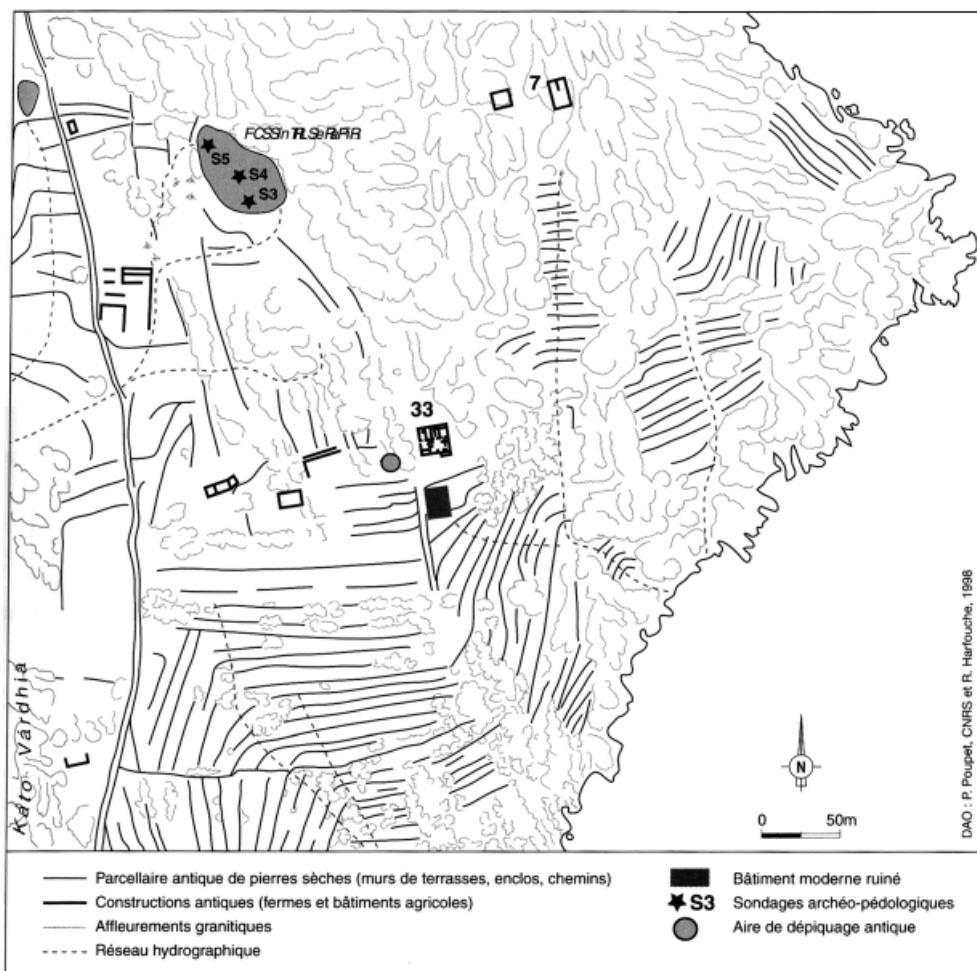 7
S5
S4
S3
33
Káto Várdhia
N
0 50m
DAO : P. Poupet, CNRS et R. Harfouche, 1998
Parcellaire antique de pierres sèches (murs de terrasses, enclos, chemins)
Constructions antiques (fermes et bâtiments agricoles)
Affleurements granitiques
Réseau hydrographique
Bâtiment moderne ruiné
S3 Sondages archéo-pédologiques
Aire de dépiquage antique